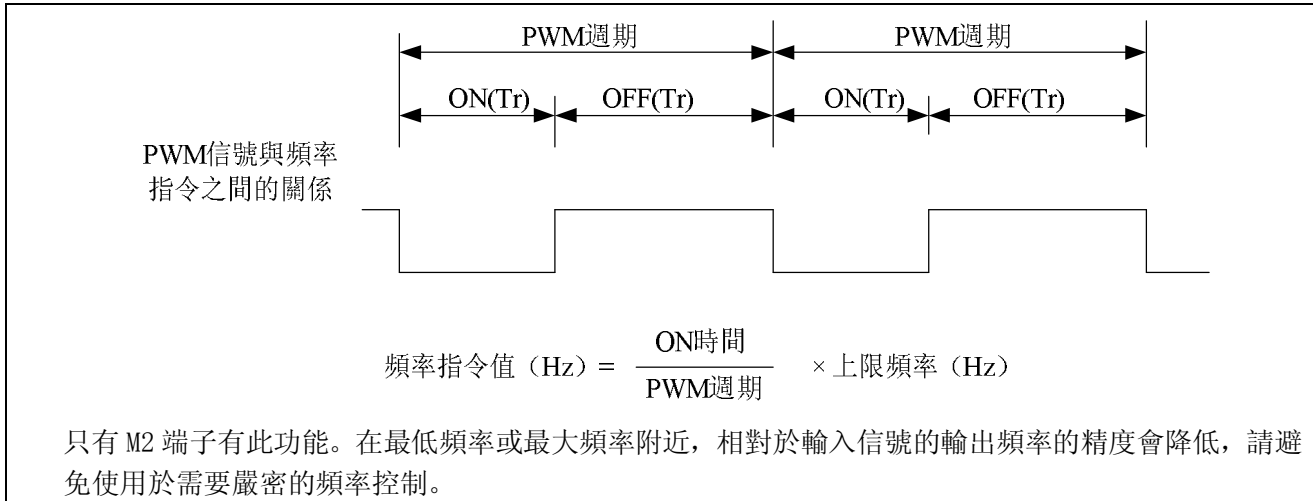 PWM週期 PWM週期
ON(Tr) OFF(Tr) ON(Tr) OFF(Tr)
PWM信號與頻率
指令之間的關係
頻率指令值（Hz）= ON時間 / PWM週期 ×上限頻率（Hz）
只有 M2 端子有此功能。在最低頻率或最大頻率附近，相對於輸入信號的輸出頻率的精度會降低，請避
免使用於需要嚴密的頻率控制。